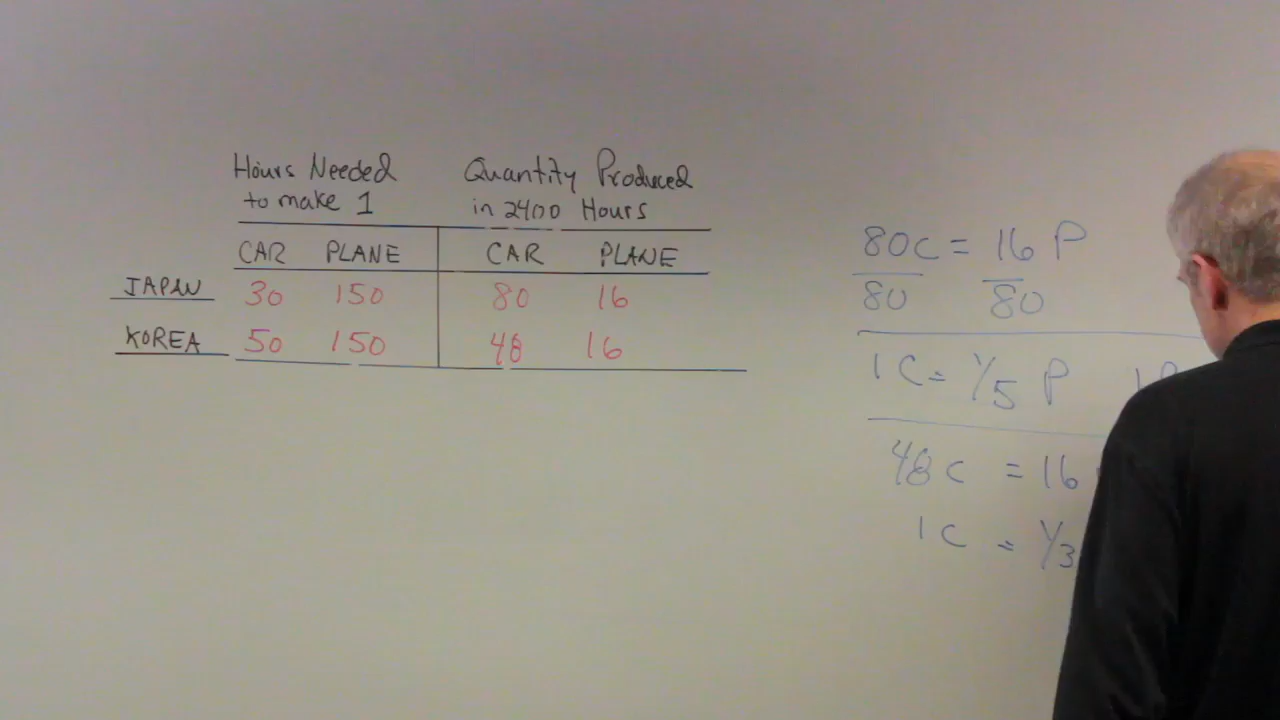 Hours Needed
to make 1
Quantity Produced
in 2400 Hours
CAR PLANE CAR PLANE
JAPAN 30 150 80 16
KOREA 50 150 48 16
80C = 16 P
80 80
1 C = 1/5 P 1P
48 C = 16
1 C = 1/3